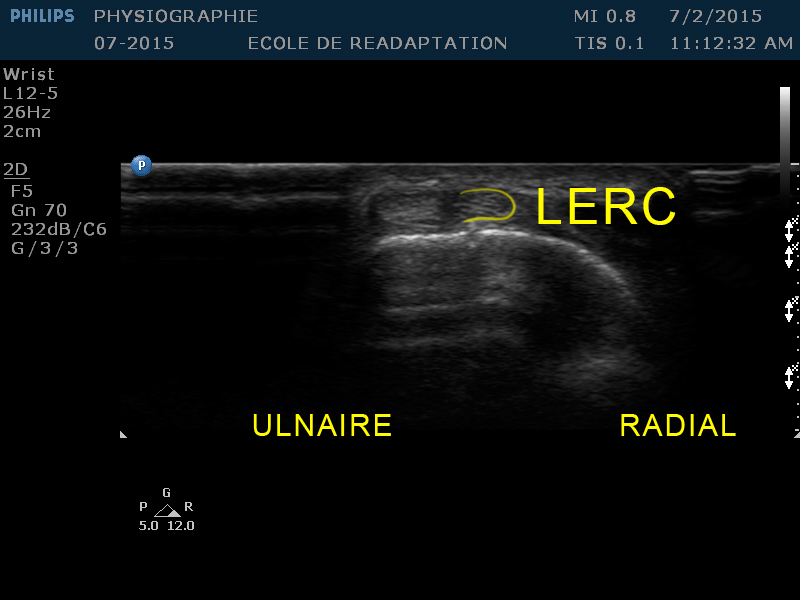 PHILIPS PHYSIOGRAPHIE MI 0.8 7/2/2015
07-2015 ECOLE DE READAPTATION TIS 0.1 11:12:32 AM
Wrist
L12-5
26Hz
2cm
2D
F5
Gn 70
232dB/C6
G/3/3
P
LERC
ULNAIRE RADIAL
G
P R
5.0 12.0